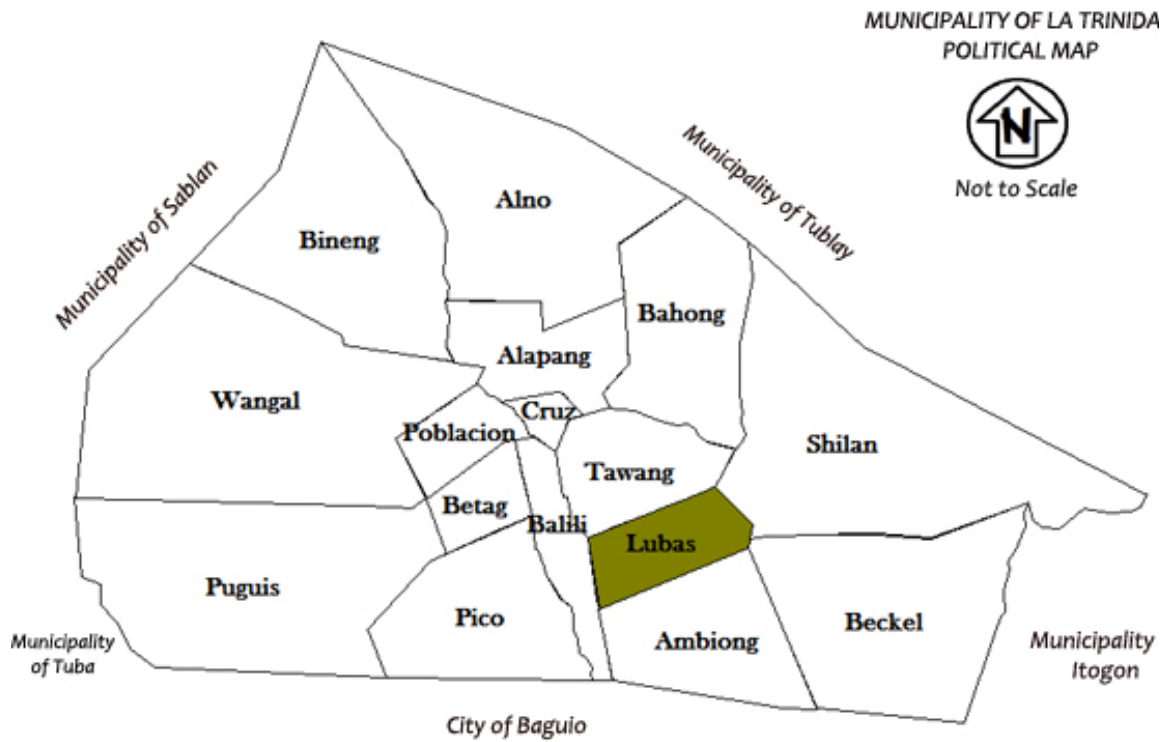 MUNICIPALITY OF LA TRINIDA
POLITICAL MAP
N
Not to Scale
Municipality of Sablan
Municipality of Tublay
Alno
Bineng
Bahong
Alapang
Wangal
Cruz
Poblacion
Shilan
Tawang
Betag
Balili
Lubas
Puguis
Pico
Ambiong
Beckel
Municipality
of Tuba
Municipality
Itogon
City of Baguio